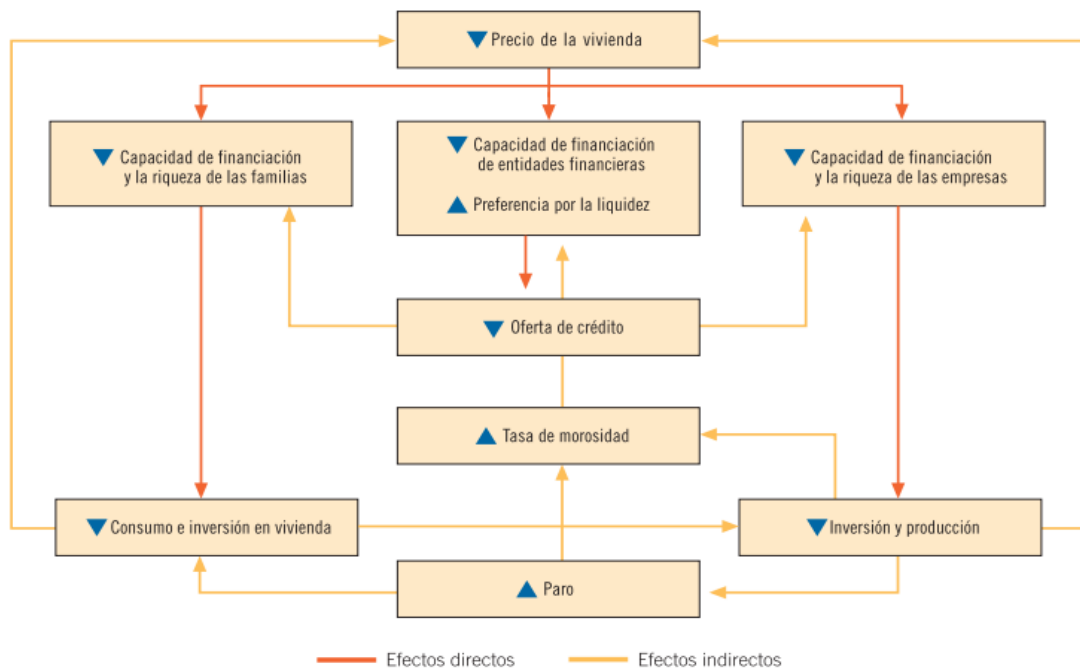 Precio de la vivienda
Capacidad de financiación
y la riqueza de las familias
Capacidad de financiación
de entidades financieras
Preferencia por la liquidez
Capacidad de financiación
y la riqueza de las empresas
Oferta de crédito
Tasa de morosidad
Consumo e inversión en vivienda
Inversión y producción
Paro
Efectos directos
Efectos indirectos